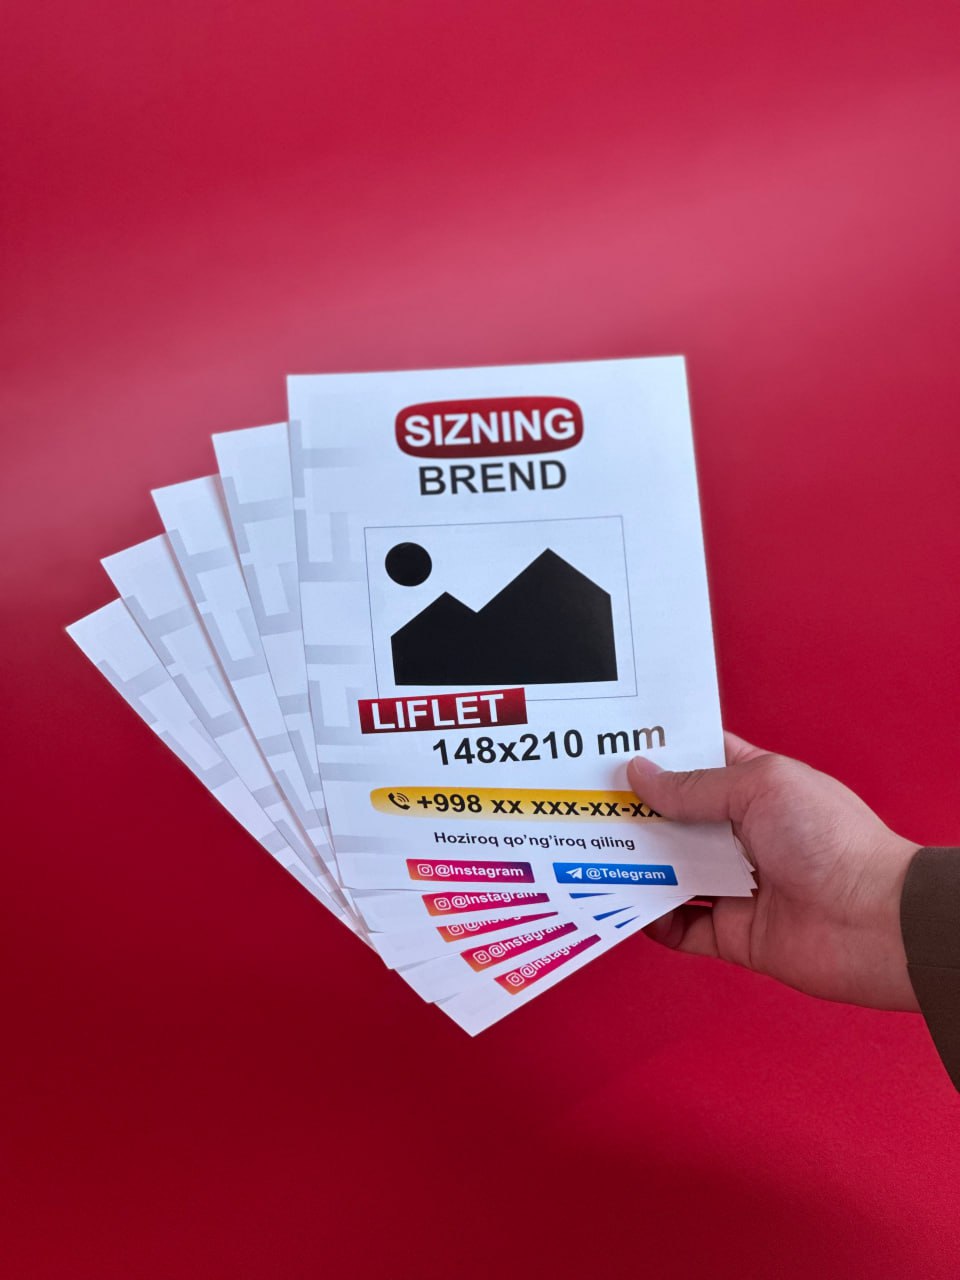 SIZNING
BREND
LIFLET
148x210 mm
+998 xx xxx-xx-xx
Hoziroq qo’ng’iroq qiling
@Instagram
@Telegram
@Instagram
@Instagram
@Instagram
@Instagram